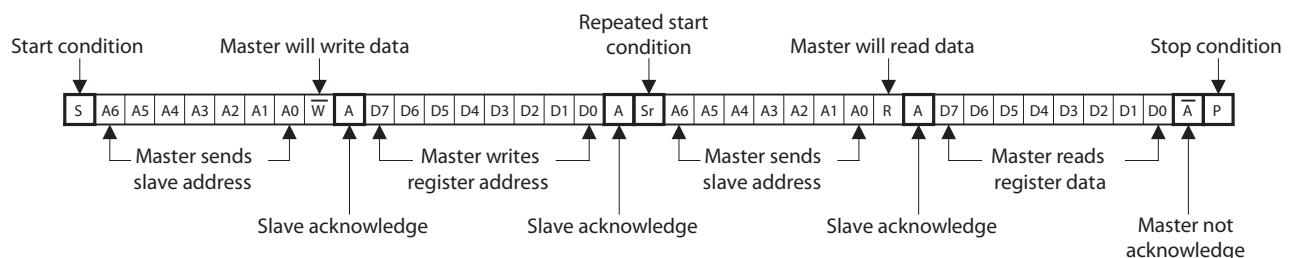 Repeated start
condition
Start condition
Master will write data
Master will read data
Stop condition
S A6 A5 A4 A3 A2 A1 A0 W̅ A D7 D6 D5 D4 D3 D2 D1 D0 A Sr A6 A5 A4 A3 A2 A1 A0 R A D7 D6 D5 D4 D3 D2 D1 D0 A̅ P
Master sends
slave address
Master writes
register address
Master sends
slave address
Master reads
register data
Slave acknowledge
Slave acknowledge
Slave acknowledge
Master not
acknowledge